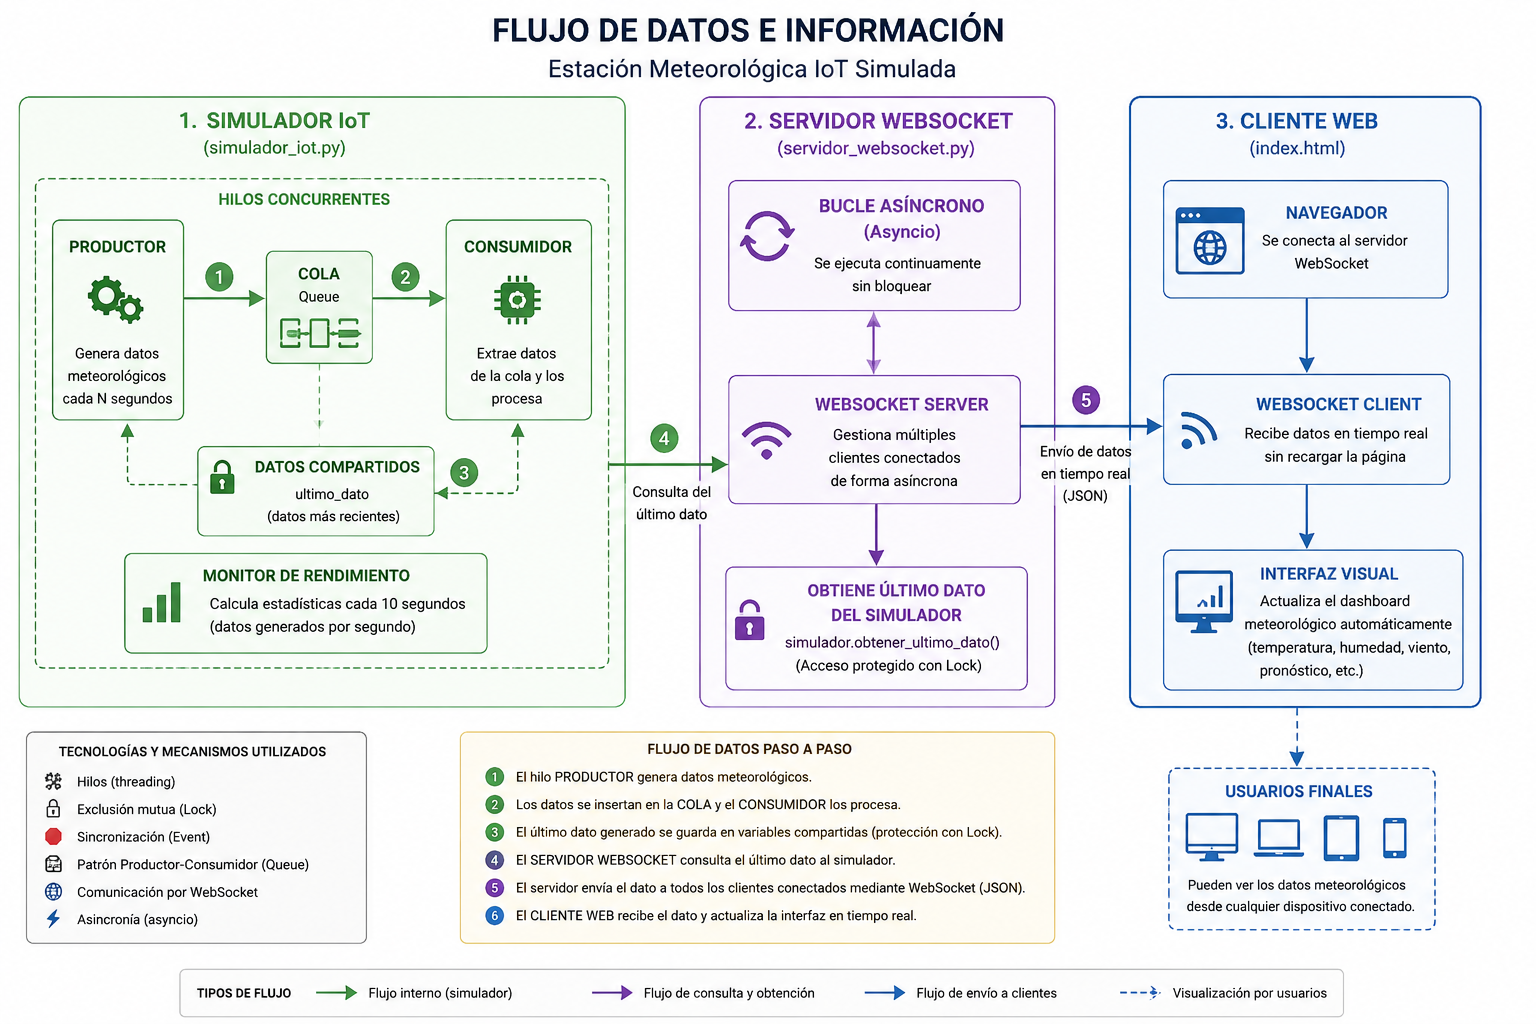 FLUJO DE DATOS E INFORMACIÓN
Estación Meteorológica IoT Simulada
1. SIMULADOR IoT
(simulador_iot.py)
HILOS CONCURRENTES
PRODUCTOR
Genera datos
meteorológicos
cada N segundos
1
COLA
Queue
2
CONSUMIDOR
Extrae datos
de la cola y los
procesa
DATOS COMPARTIDOS
ultimo_dato
(datos más recientes)
3
MONITOR DE RENDIMIENTO
Calcula estadísticas cada 10 segundos
(datos generados por segundo)
4
Consulta del
último dato
2. SERVIDOR WEBSOCKET
(servidor_websocket.py)
BUCLE ASÍNCRONO
(Asyncio)
Se ejecuta continuamente
sin bloquear
WEBSOCKET SERVER
Gestiona múltiples
clientes conectados
de forma asíncrona
OBTIENE ÚLTIMO DATO
DEL SIMULADOR
simulador.obtener_ultimo_dato()
(Acceso protegido con Lock)
5
Envío de datos
en tiempo real
(JSON)
3. CLIENTE WEB
(index.html)
NAVEGADOR
Se conecta al servidor
WebSocket
WEBSOCKET CLIENT
Recibe datos en tiempo real
sin recargar la página
INTERFAZ VISUAL
Actualiza el dashboard
meteorológico automáticamente
(temperatura, humedad, viento,
pronóstico, etc.)
USUARIOS FINALES
Pueden ver los datos meteorológicos
desde cualquier dispositivo conectado.
TECNOLOGÍAS Y MECANISMOS UTILIZADOS
Hilos (threading)
Exclusión mutua (Lock)
Sincronización (Event)
Patrón Productor-Consumidor (Queue)
Comunicación por WebSocket
Asincronía (asyncio)
FLUJO DE DATOS PASO A PASO
1 El hilo PRODUCTOR genera datos meteorológicos.
2 Los datos se insertan en la COLA y el CONSUMIDOR los procesa.
3 El último dato generado se guarda en variables compartidas (protección con Lock).
4 El SERVIDOR WEBSOCKET consulta el último dato al simulador.
5 El servidor envía el dato a todos los clientes conectados mediante WebSocket (JSON).
6 El CLIENTE WEB recibe el dato y actualiza la interfaz en tiempo real.
TIPOS DE FLUJO
Flujo interno (simulador)
Flujo de consulta y obtención
Flujo de envío a clientes
Visualización por usuarios